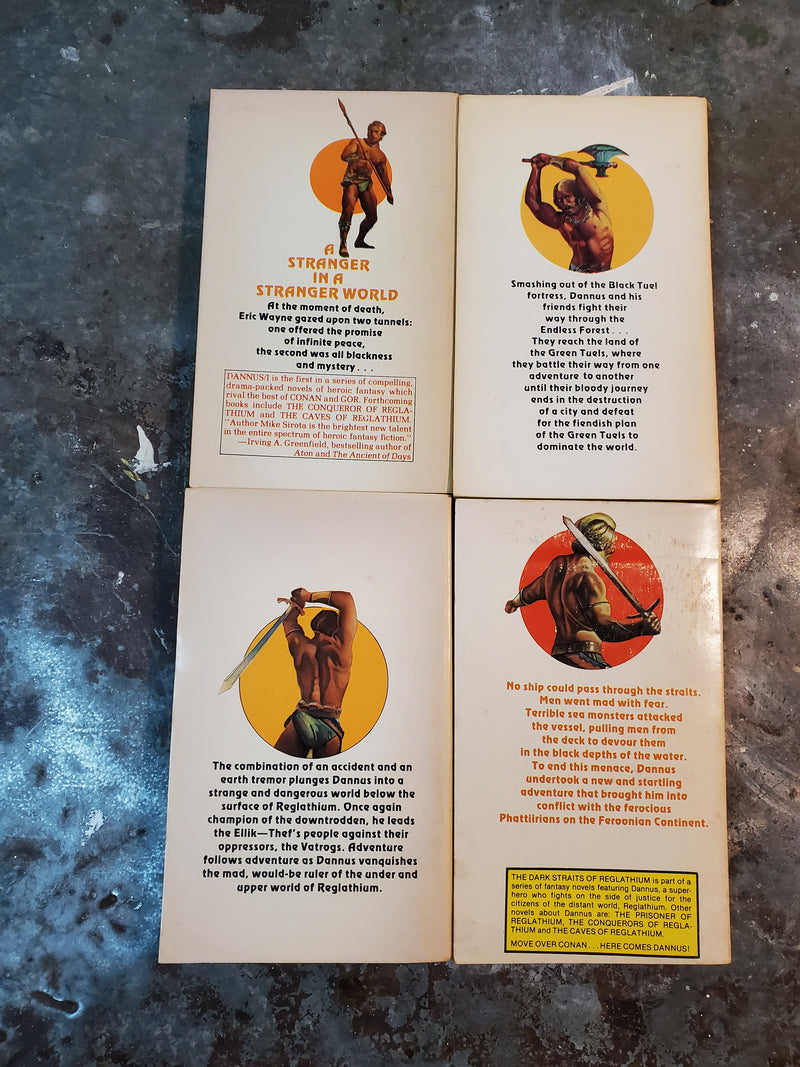 A
STRANGER
IN A
STRANGER WORLD
At the moment of death,
Eric Wayne gazed upon two tunnels:
one offered the promise
of infinite peace,
the second was all blackness
and mystery . . .
DANNUS/1 is the first in a series of compelling,
drama-packed novels of heroic fantasy which
rival the best of CONAN and GOR. Forthcoming
books include THE CONQUEROR OF REGLA-
THIUM and THE CAVES OF REGLATHIUM.
"Author Mike Sirota is the brightest new talent
in the entire spectrum of heroic fantasy fiction."
—Irving A. Greenfield, bestselling author of
Aton and The Ancient of Days
Smashing out of the Black Tuel
fortress, Dannus and his
friends fight their
way through the
Endless Forest . . .
They reach the land of
the Green Tuels, where
they battle their way from one
adventure to another
until their bloody journey
ends in the destruction
of a city and defeat
for the fiendish plan
of the Green Tuels to
dominate the world.
The combination of an accident and an
earth tremor plunges Dannus into a
strange and dangerous world below the
surface of Reglathium. Once again
champion of the downtrodden, he leads
the Ellik—Thef's people against their
oppressors, the Vatrogs. Adventure
follows adventure as Dannus vanquishes
the mad, would-be ruler of the under and
upper world of Reglathium.
No ship could pass through the straits.
Men went mad with fear.
Terrible sea monsters attacked
the vessel, pulling men from
the deck to devour them
in the black depths of the water.
To end this menace, Dannus
undertook a new and startling
adventure that brought him into
conflict with the ferocious
Phattiirians on the Feroonian Continent.
THE DARK STRAITS OF REGLATHIUM is part of a
series of fantasy novels featuring Dannus, a super-
hero who fights on the side of justice for the
citizens of the distant world, Reglathium. Other
novels about Dannus are: THE PRISONER OF
REGLATHIUM, THE CONQUERORS OF REGLA-
THIUM and THE CAVES OF REGLATHIUM.
MOVE OVER CONAN . . . HERE COMES DANNUS!